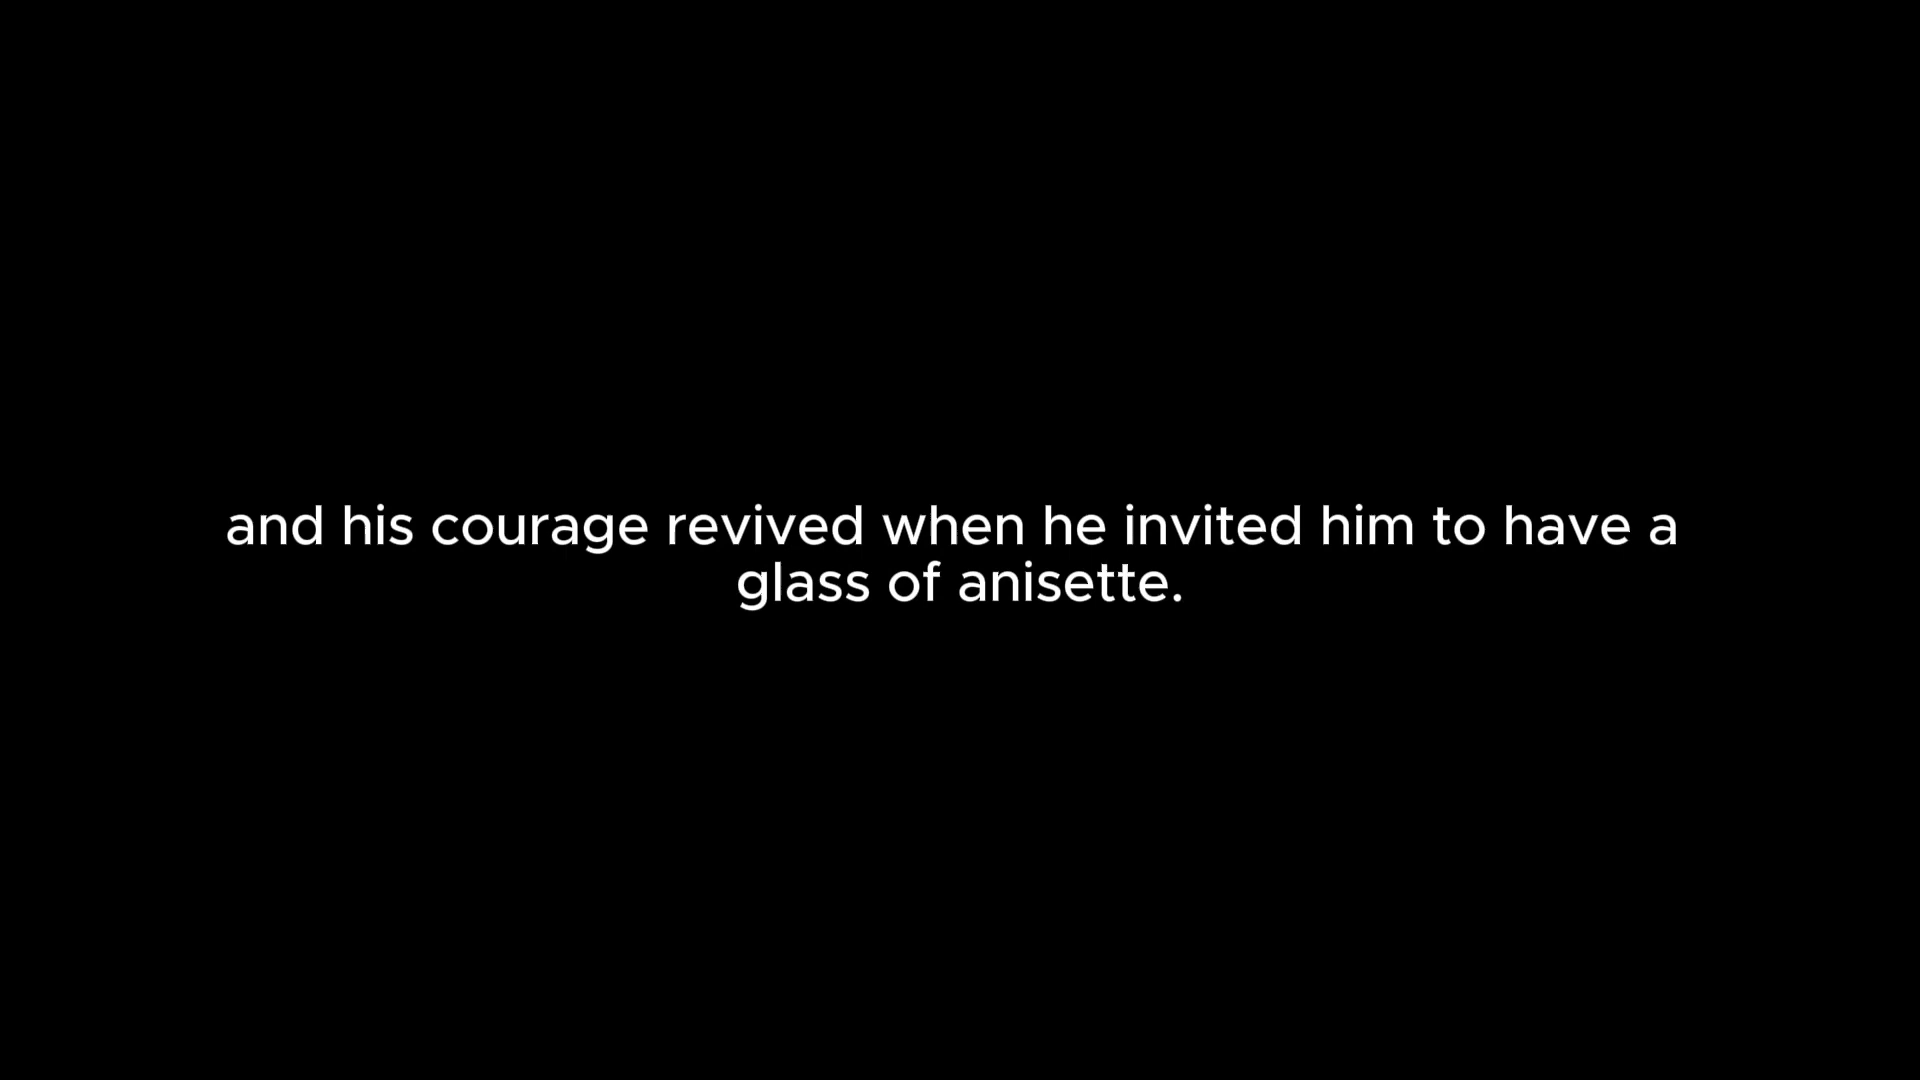 and his courage revived when he invited him to have a
glass of anisette.